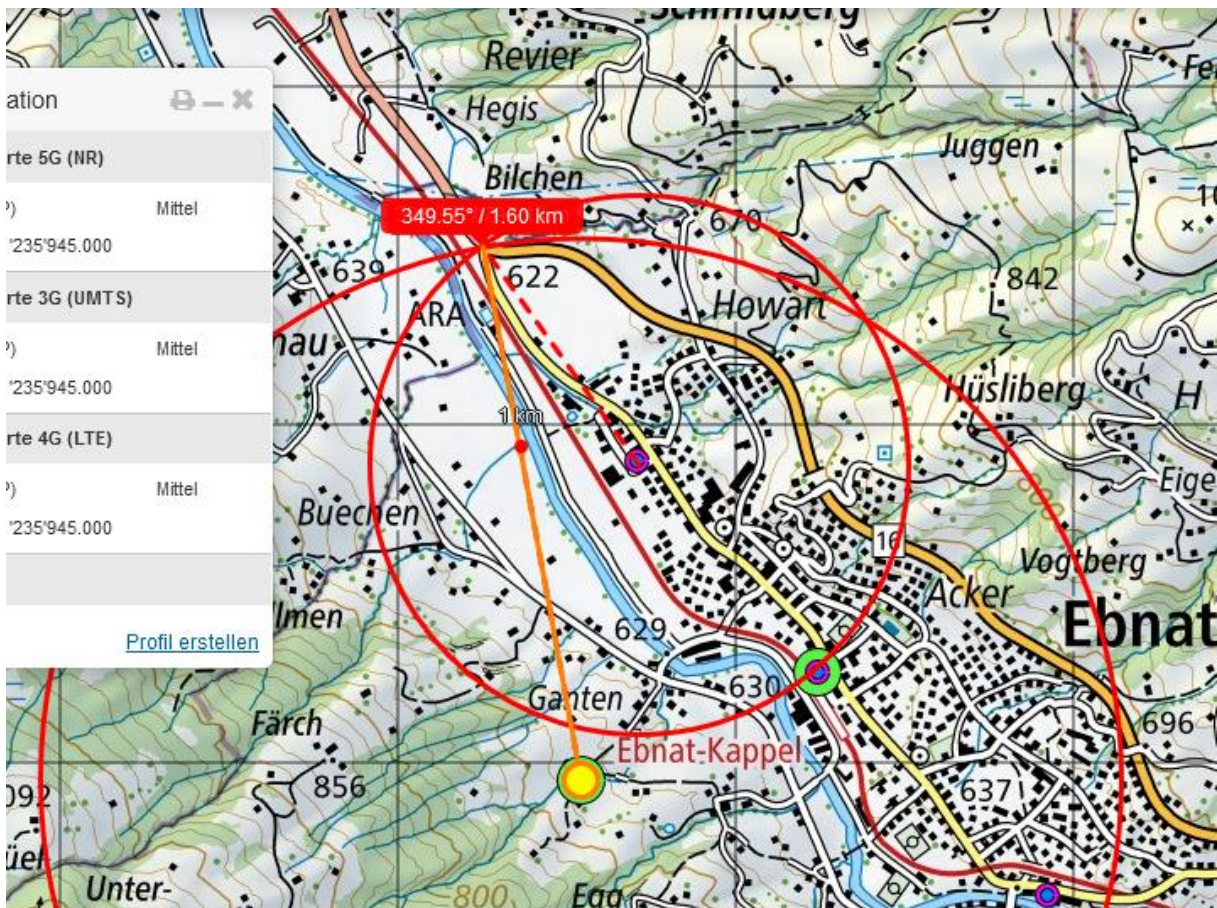 Schmidberg
Revier
ation
Hegis
rte 5G (NR)
Juggen
Bilchen
Mittel
349.55° / 1.60 km
670
'235'945.000
639
622
842
rte 3G (UMTS)
Howart
ARA
nau
Mittel
Hüsliberg
H
'235'945.000
1 km
rte 4G (LTE)
Eige
Mittel
Buechen
800
'235'945.000
16
Vogtberg
Acker
lmen
Ebnat
629
Profil erstellen
630
Ganten
Färch
696
Ebnat-Kappel
092
856
637
üel
Unter-
800
Egg